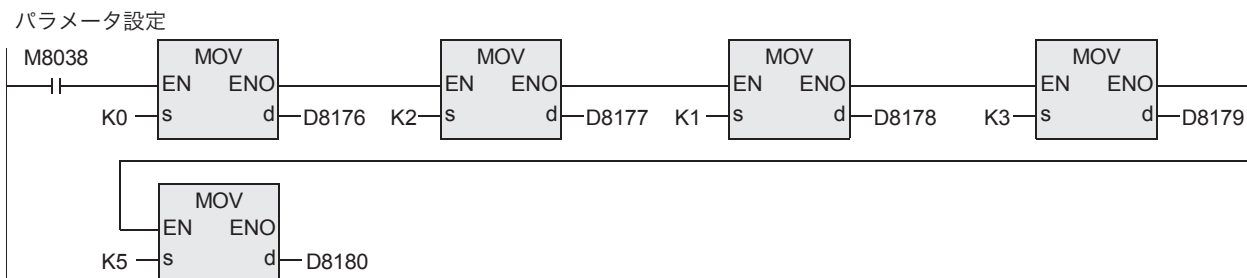 パラメータ設定
M8038
MOV MOV MOV MOV
EN ENO EN ENO EN ENO EN ENO
K0 s d D8176 K2 s d D8177 K1 s d D8178 K3 s d D8179
MOV
EN ENO
K5 s d D8180